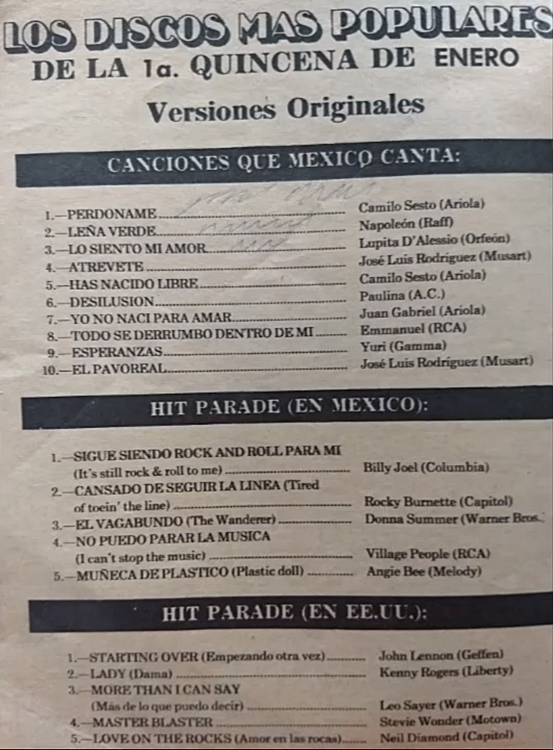 LOS DISCOS MAS POPULARES
DE LA 1a. QUINCENA DE ENERO
Versiones Originales
CANCIONES QUE MEXICO CANTA:
1.—PERDONAME........ Camilo Sesto (Ariola)
2.—LEÑA VERDE........ Napoleón (Raff)
3.—LO SIENTO MI AMOR........ Lupita D'Alessio (Orfeón)
4.—ATREVETE........ José Luis Rodríguez (Musart)
5.—HAS NACIDO LIBRE........ Camilo Sesto (Ariola)
6.—DESILUSION........ Paulina (A.C.)
7.—YO NO NACI PARA AMAR........ Juan Gabriel (Ariola)
8.—TODO SE DERRUMBO DENTRO DE MI........ Emmanuel (RCA)
9.—ESPERANZAS........ Yuri (Gamma)
10.—EL PAVOREAL........ José Luis Rodríguez (Musart)
HIT PARADE (EN MEXICO):
1.—SIGUE SIENDO ROCK AND ROLL PARA MI
(It's still rock & roll to me)........ Billy Joel (Columbia)
2.—CANSADO DE SEGUIR LA LINEA (Tired
of toein' the line)........ Rocky Burnette (Capitol)
3.—EL VAGABUNDO (The Wanderer)........ Donna Summer (Warner Bros.
4.—NO PUEDO PARAR LA MUSICA
(I can't stop the music)........ Village People (RCA)
5.—MUÑECA DE PLASTICO (Plastic doll)........ Angie Bee (Melody)
HIT PARADE (EN EE.UU.):
1.—STARTING OVER (Empezando otra vez)........ John Lennon (Geffen)
2.—LADY (Dama)........ Kenny Rogers (Liberty)
3.—MORE THAN I CAN SAY
(Más de lo que puedo decir)........ Leo Sayer (Warner Bros.)
4.—MASTER BLASTER........ Stevie Wonder (Motown)
5.—LOVE ON THE ROCKS (Amor en las rocas)........ Neil Diamond (Capitol)